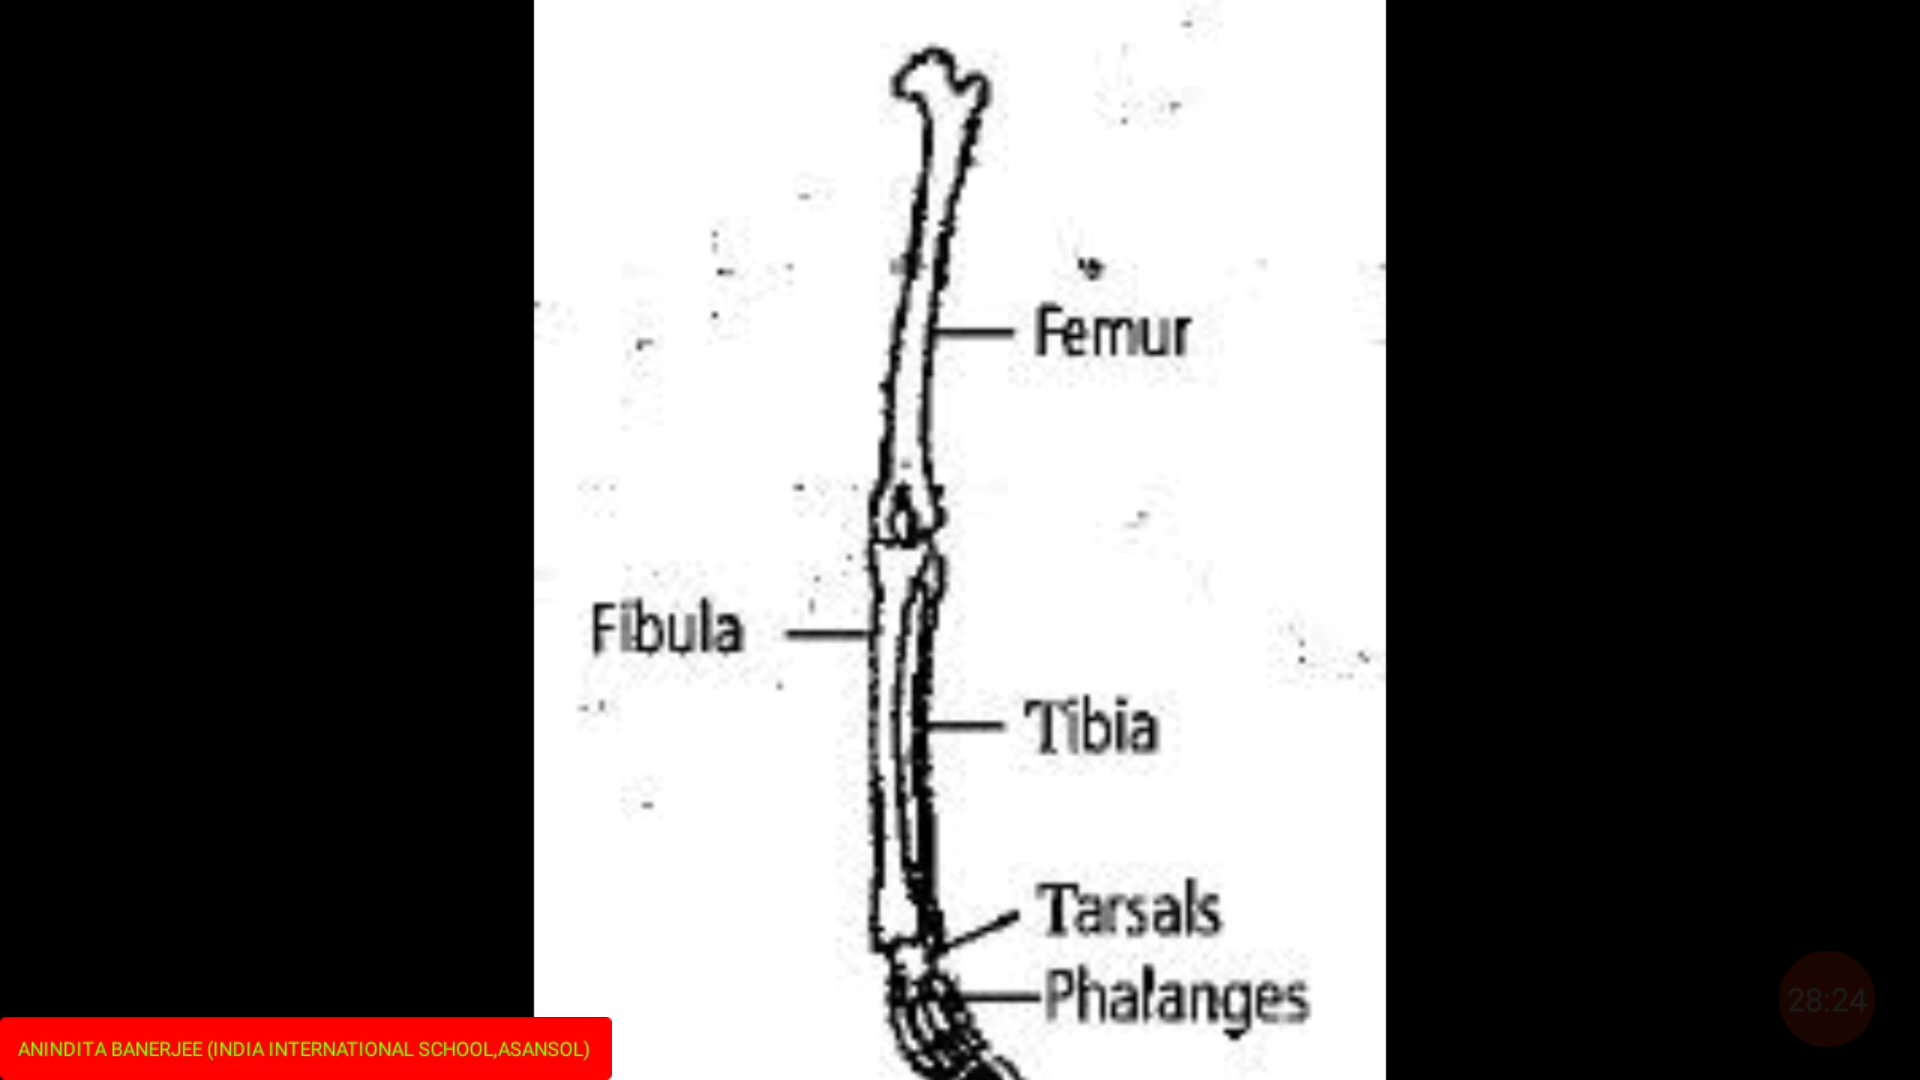 Femur
Fibula
Tibia
Tarsals
Phalanges
28:24
ANINDITA BANERJEE (INDIA INTERNATIONAL SCHOOL,ASANSOL)